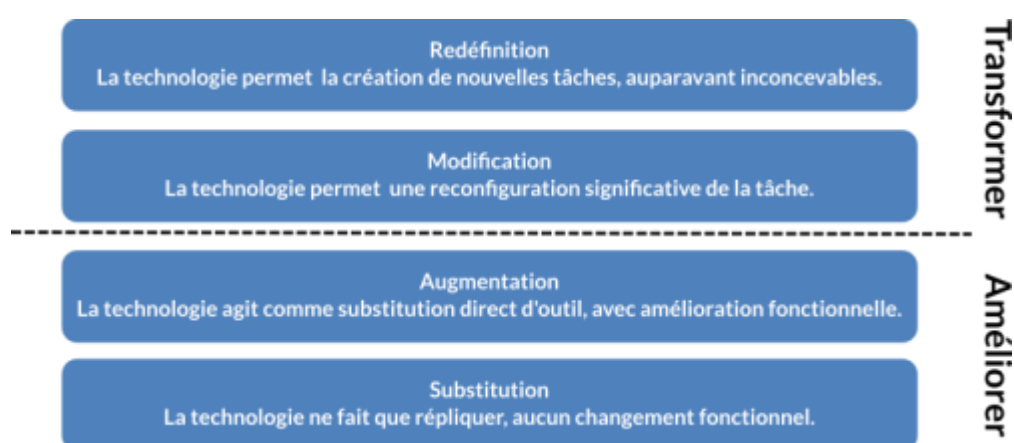 Redéfinition
La technologie permet la création de nouvelles tâches, auparavant inconcevables.
Modification
La technologie permet une reconfiguration significative de la tâche.
Transformer
Augmentation
La technologie agit comme substitution direct d'outil, avec amélioration fonctionnelle.
Substitution
La technologie ne fait que répliquer, aucun changement fonctionnel.
Améliorer